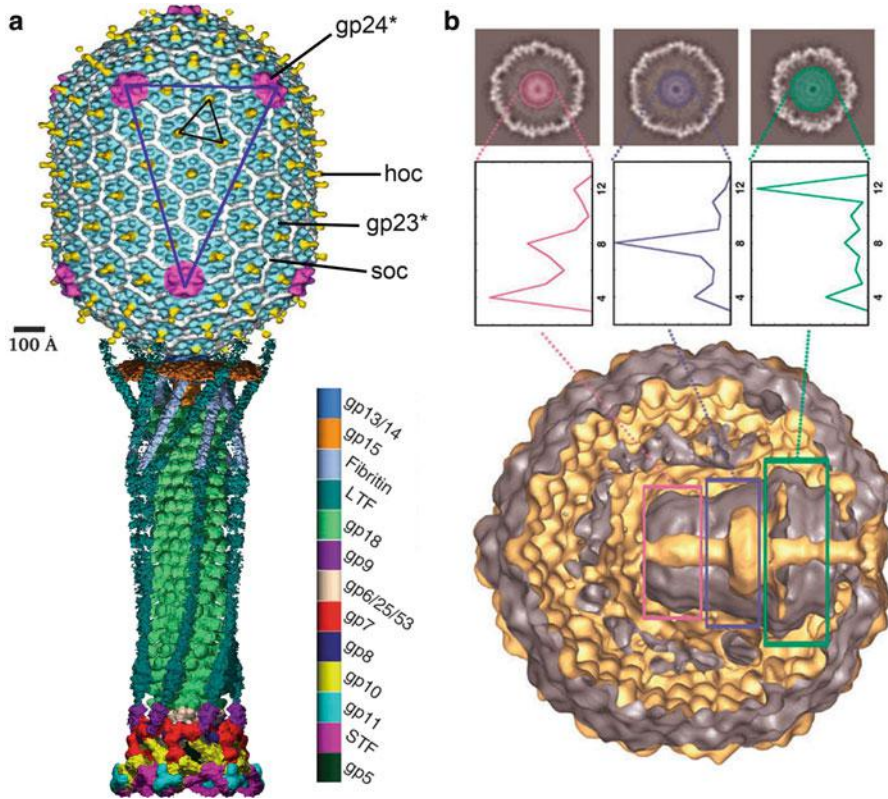 a
gp24*
hoc
gp23*
soc
100 Å
gp13/14
gp15
Fibritin
LTF
gp18
gp9
gp6/25/53
gp7
gp8
gp10
gp11
STF
gp5
b
12
8
4
12
8
4
12
8
4